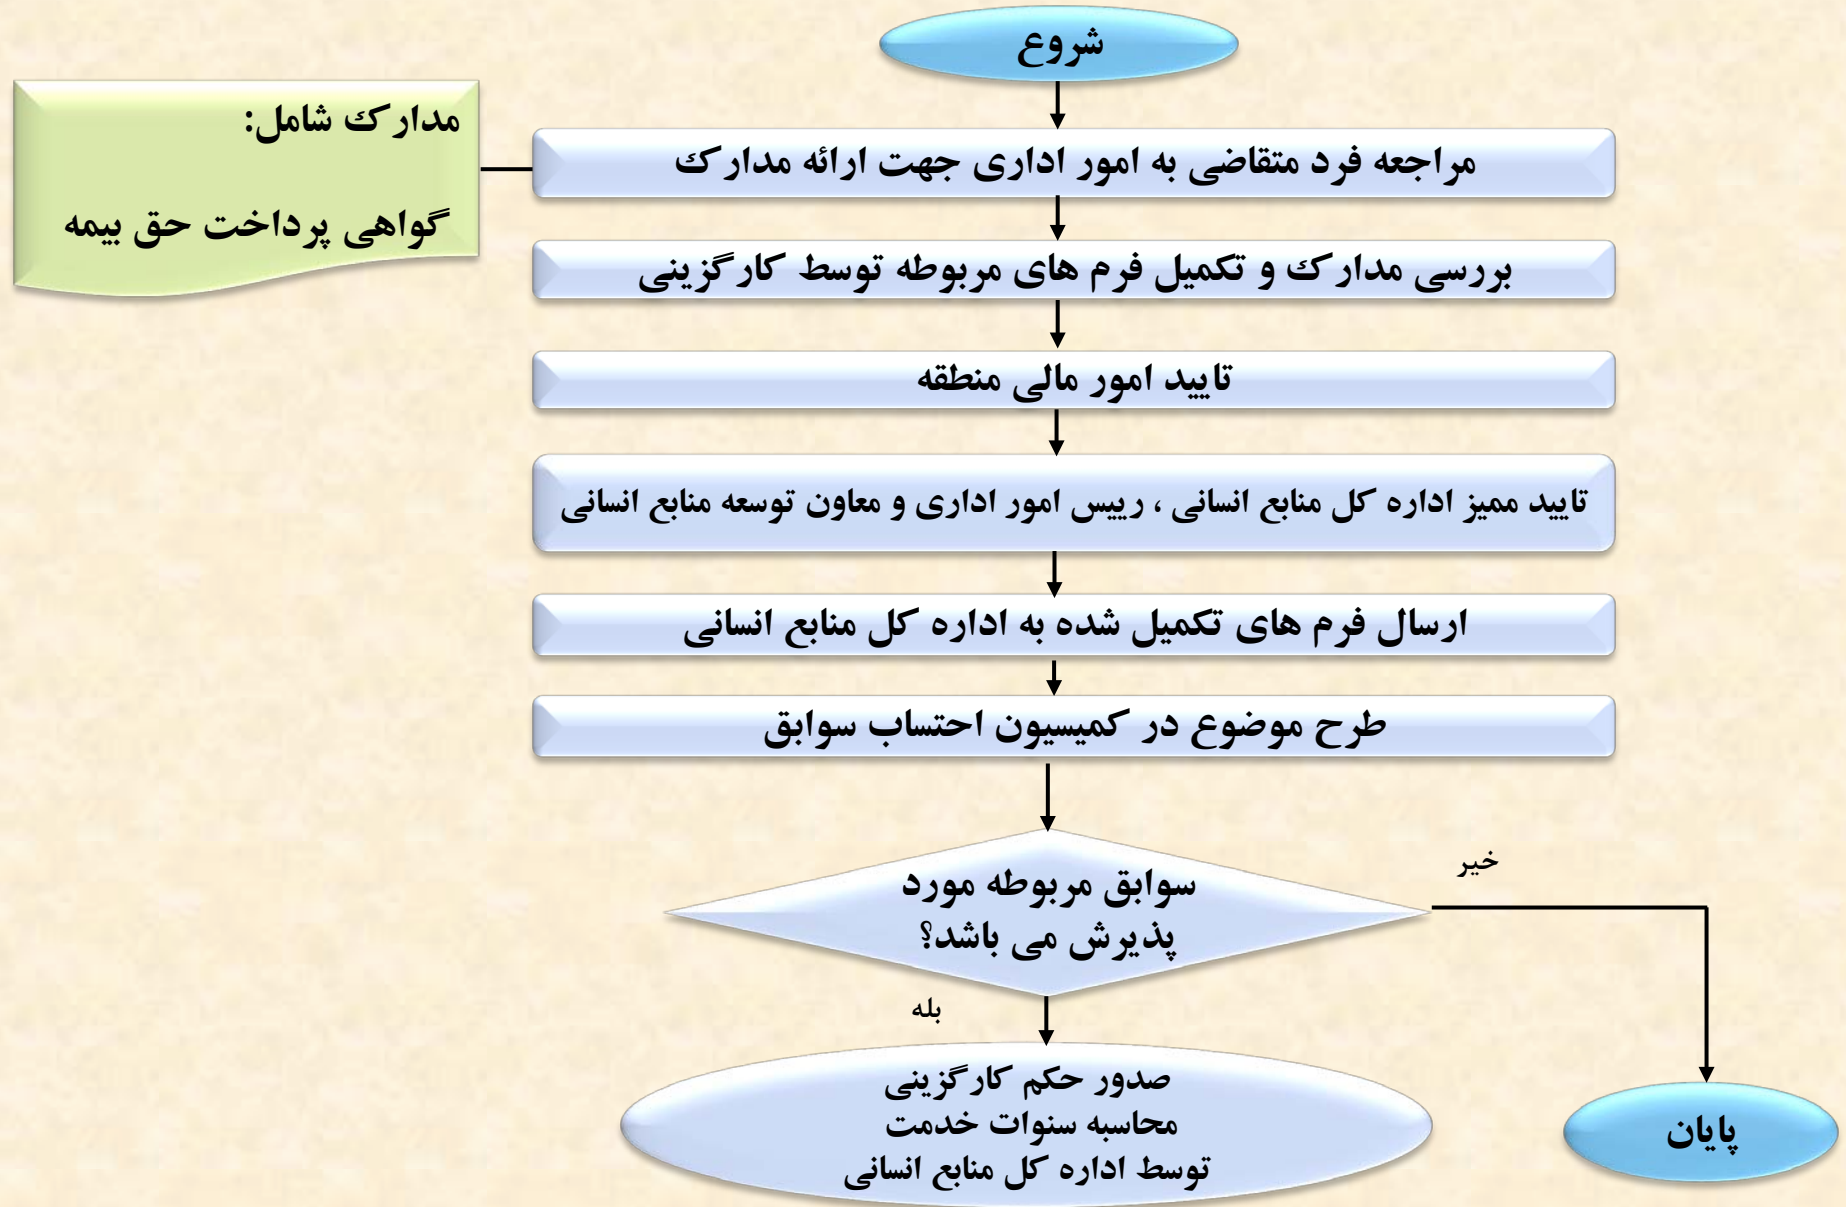 شروع
مدارک شامل:
گواهی پرداخت حق بیمه
مراجعه فرد متقاضی به امور اداری جهت ارائه مدارک
بررسی مدارک و تکمیل فرم های مربوطه توسط کارگزینی
تایید امور مالی منطقه
تایید ممیز اداره کل منابع انسانی ، رییس امور اداری و معاون توسعه منابع انسانی
ارسال فرم های تکمیل شده به اداره کل منابع انسانی
طرح موضوع در کمیسیون احتساب سوابق
سوابق مربوطه مورد
پذیرش می باشد؟
خیر
بله
صدور حکم کارگزینی
محاسبه سنوات خدمت
توسط اداره کل منابع انسانی
پایان